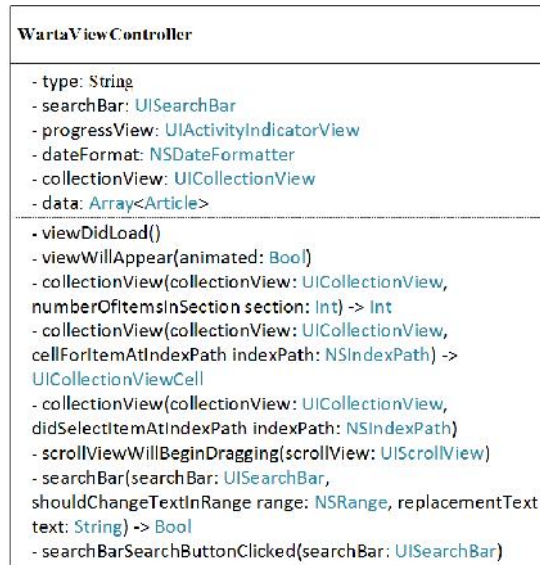 WartaViewController
- type: String
- searchBar: UISearchBar
- progressView: UIActivityIndicatorView
- dateFormat: NSDateFormatter
- collectionView: UICollectionView
- data: Array<Article>
- viewDidLoad()
- viewWillAppear(animated: Bool)
- collectionView(collectionView: UICollectionView,
numberOfItemsInSection section: Int) -> Int
- collectionView(collectionView: UICollectionView,
cellForItemAtIndexPath indexPath: NSIndexPath) ->
UICollectionViewCell
- collectionView(collectionView: UICollectionView,
didSelectItemAtIndexPath indexPath: NSIndexPath)
- scrollViewWillBeginDragging(scrollView: UIScrollView)
- searchBar(searchBar: UISearchBar,
shouldChangeTextInRange range: NSRange, replacementText
text: String) -> Bool
- searchBarSearchButtonClicked(searchBar: UISearchBar)